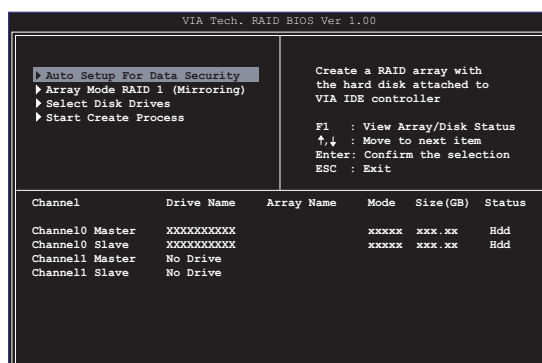 VIA Tech. RAID BIOS Ver 1.00
Auto Setup For Data Security
Array Mode RAID 1 (Mirroring)
Select Disk Drives
Start Create Process
Create a RAID array with
the hard disk attached to
VIA IDE controller
F1 : View Array/Disk Status
↑,↓ : Move to next item
Enter: Confirm the selection
ESC : Exit
Channel Drive Name Array Name Mode Size(GB) Status
Channel0 Master XXXXXXXXXX xxxxx xxx.xx Hdd
Channel0 Slave XXXXXXXXXX xxxxx xxx.xx Hdd
Channel1 Master No Drive
Channel1 Slave No Drive